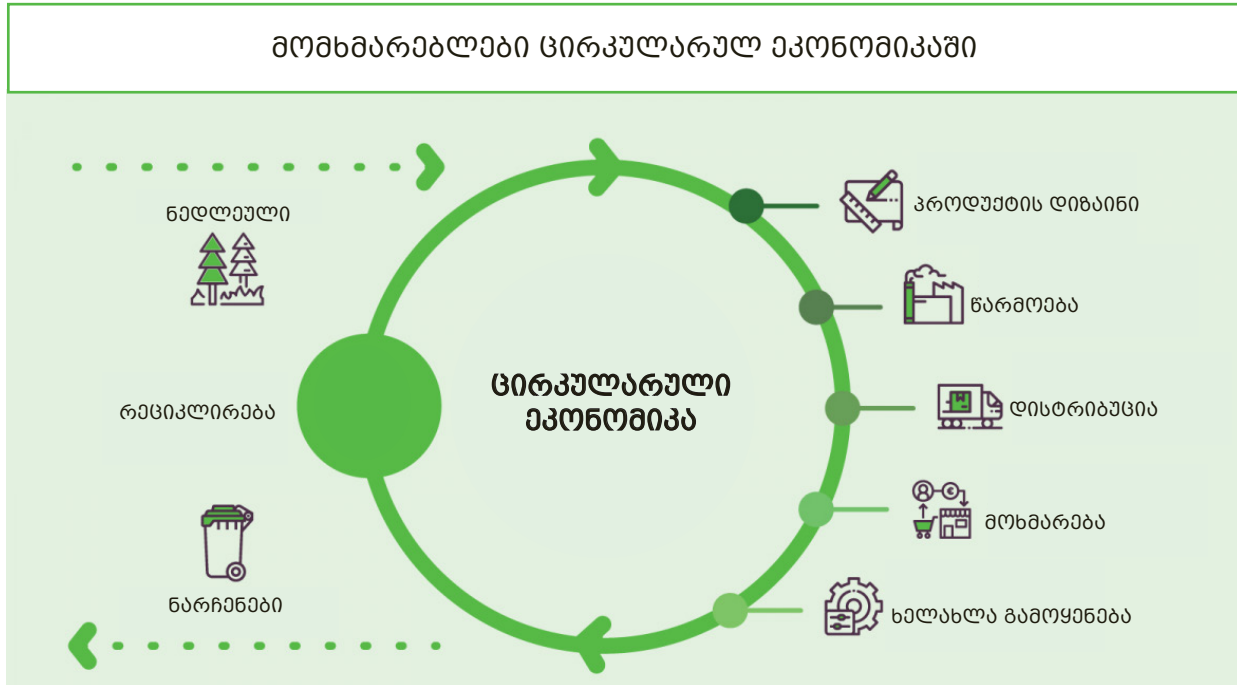 მომხმარებლები ცირკულარულ ეკონომიკაში
ნედლეული
რეციკლირება
ნარჩენები
ცირკულარული
ეკონომიკა
პროდუქტის დიზაინი
წარმოება
დისტრიბუცია
მოხმარება
ხელახლა გამოყენება